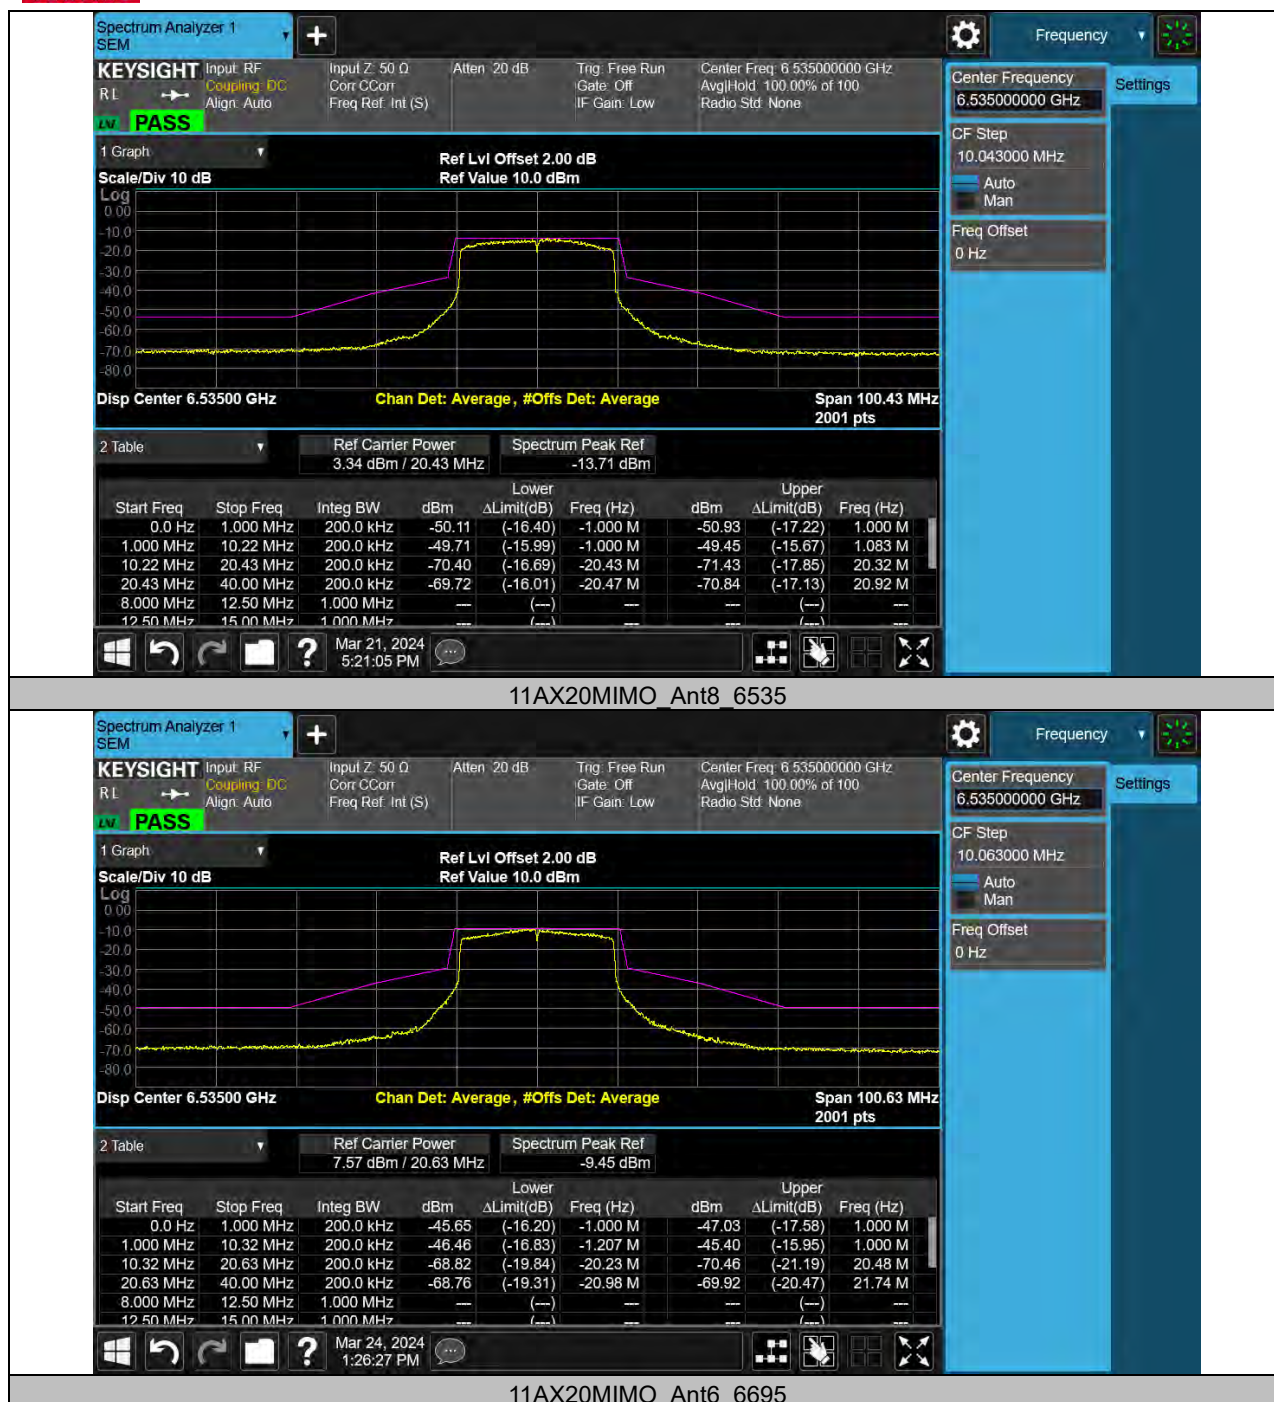 Spectrum Analyzer 1
SEM
Frequency
KEYSIGHT
RL
Input: RF
Coupling: DC
Align: Auto
Input Z: 50 Ω
Corr CCorr
Freq Ref: Int (S)
Atten: 20 dB
Trig: Free Run
Gate: Off
IF Gain: Low
Center Freq: 6.535000000 GHz
Avg|Hold: 100.00% of 100
Radio Std: None
LNE PASS
Center Frequency
6.535000000 GHz
Settings
CF Step
10.043000 MHz
Auto
Man
Freq Offset
0 Hz
1 Graph
Ref Lvl Offset 2.00 dB
Scale/Div 10 dB
Ref Value 10.0 dBm
Log
0.00
-10.0
-20.0
-30.0
-40.0
-50.0
-60.0
-70.0
-80.0
Disp Center 6.53500 GHz
Chan Det: Average, #Offs Det: Average
Span 100.43 MHz
2001 pts
2 Table
Ref Carrier Power
3.34 dBm / 20.43 MHz
Spectrum Peak Ref
-13.71 dBm
Lower Upper
Start Freq Stop Freq Integ BW dBm ΔLimit(dB) Freq (Hz) dBm ΔLimit(dB) Freq (Hz)
0.0 Hz 1.000 MHz 200.0 kHz -50.11 (-16.40) -1.000 M -50.93 (-17.22) 1.000 M
1.000 MHz 10.22 MHz 200.0 kHz -49.71 (-15.99) -1.000 M -49.45 (-15.67) 1.083 M
10.22 MHz 20.43 MHz 200.0 kHz -70.40 (-16.69) -20.43 M -71.43 (-17.85) 20.32 M
20.43 MHz 40.00 MHz 200.0 kHz -69.72 (-16.01) -20.47 M -70.84 (-17.13) 20.92 M
8.000 MHz 12.50 MHz 1.000 MHz --- (---) --- --- (---) ---
12.50 MHz 15.00 MHz 1.000 MHz --- (---) --- --- (---) ---
Mar 21, 2024
5:21:05 PM
11AX20MIMO_Ant8_6535
Spectrum Analyzer 1
SEM
Frequency
KEYSIGHT
RL
Input: RF
Coupling: DC
Align: Auto
Input Z: 50 Ω
Corr CCorr
Freq Ref: Int (S)
Atten: 20 dB
Trig: Free Run
Gate: Off
IF Gain: Low
Center Freq: 6.535000000 GHz
Avg|Hold: 100.00% of 100
Radio Std: None
LNE PASS
Center Frequency
6.535000000 GHz
Settings
CF Step
10.063000 MHz
Auto
Man
Freq Offset
0 Hz
1 Graph
Ref Lvl Offset 2.00 dB
Scale/Div 10 dB
Ref Value 10.0 dBm
Log
0.00
-10.0
-20.0
-30.0
-40.0
-50.0
-60.0
-70.0
-80.0
Disp Center 6.53500 GHz
Chan Det: Average, #Offs Det: Average
Span 100.63 MHz
2001 pts
2 Table
Ref Carrier Power
7.57 dBm / 20.63 MHz
Spectrum Peak Ref
-9.45 dBm
Lower Upper
Start Freq Stop Freq Integ BW dBm ΔLimit(dB) Freq (Hz) dBm ΔLimit(dB) Freq (Hz)
0.0 Hz 1.000 MHz 200.0 kHz -45.65 (-16.20) -1.000 M -47.03 (-17.58) 1.000 M
1.000 MHz 10.32 MHz 200.0 kHz -46.46 (-16.83) -1.207 M -45.40 (-15.95) 1.000 M
10.32 MHz 20.63 MHz 200.0 kHz -68.82 (-19.84) -20.23 M -70.46 (-21.19) 20.48 M
20.63 MHz 40.00 MHz 200.0 kHz -68.76 (-19.31) -20.98 M -69.92 (-20.47) 21.74 M
8.000 MHz 12.50 MHz 1.000 MHz --- (---) --- --- (---) ---
12.50 MHz 15.00 MHz 1.000 MHz --- (---) --- --- (---) ---
Mar 24, 2024
1:26:27 PM
11AX20MIMO_Ant6_6695